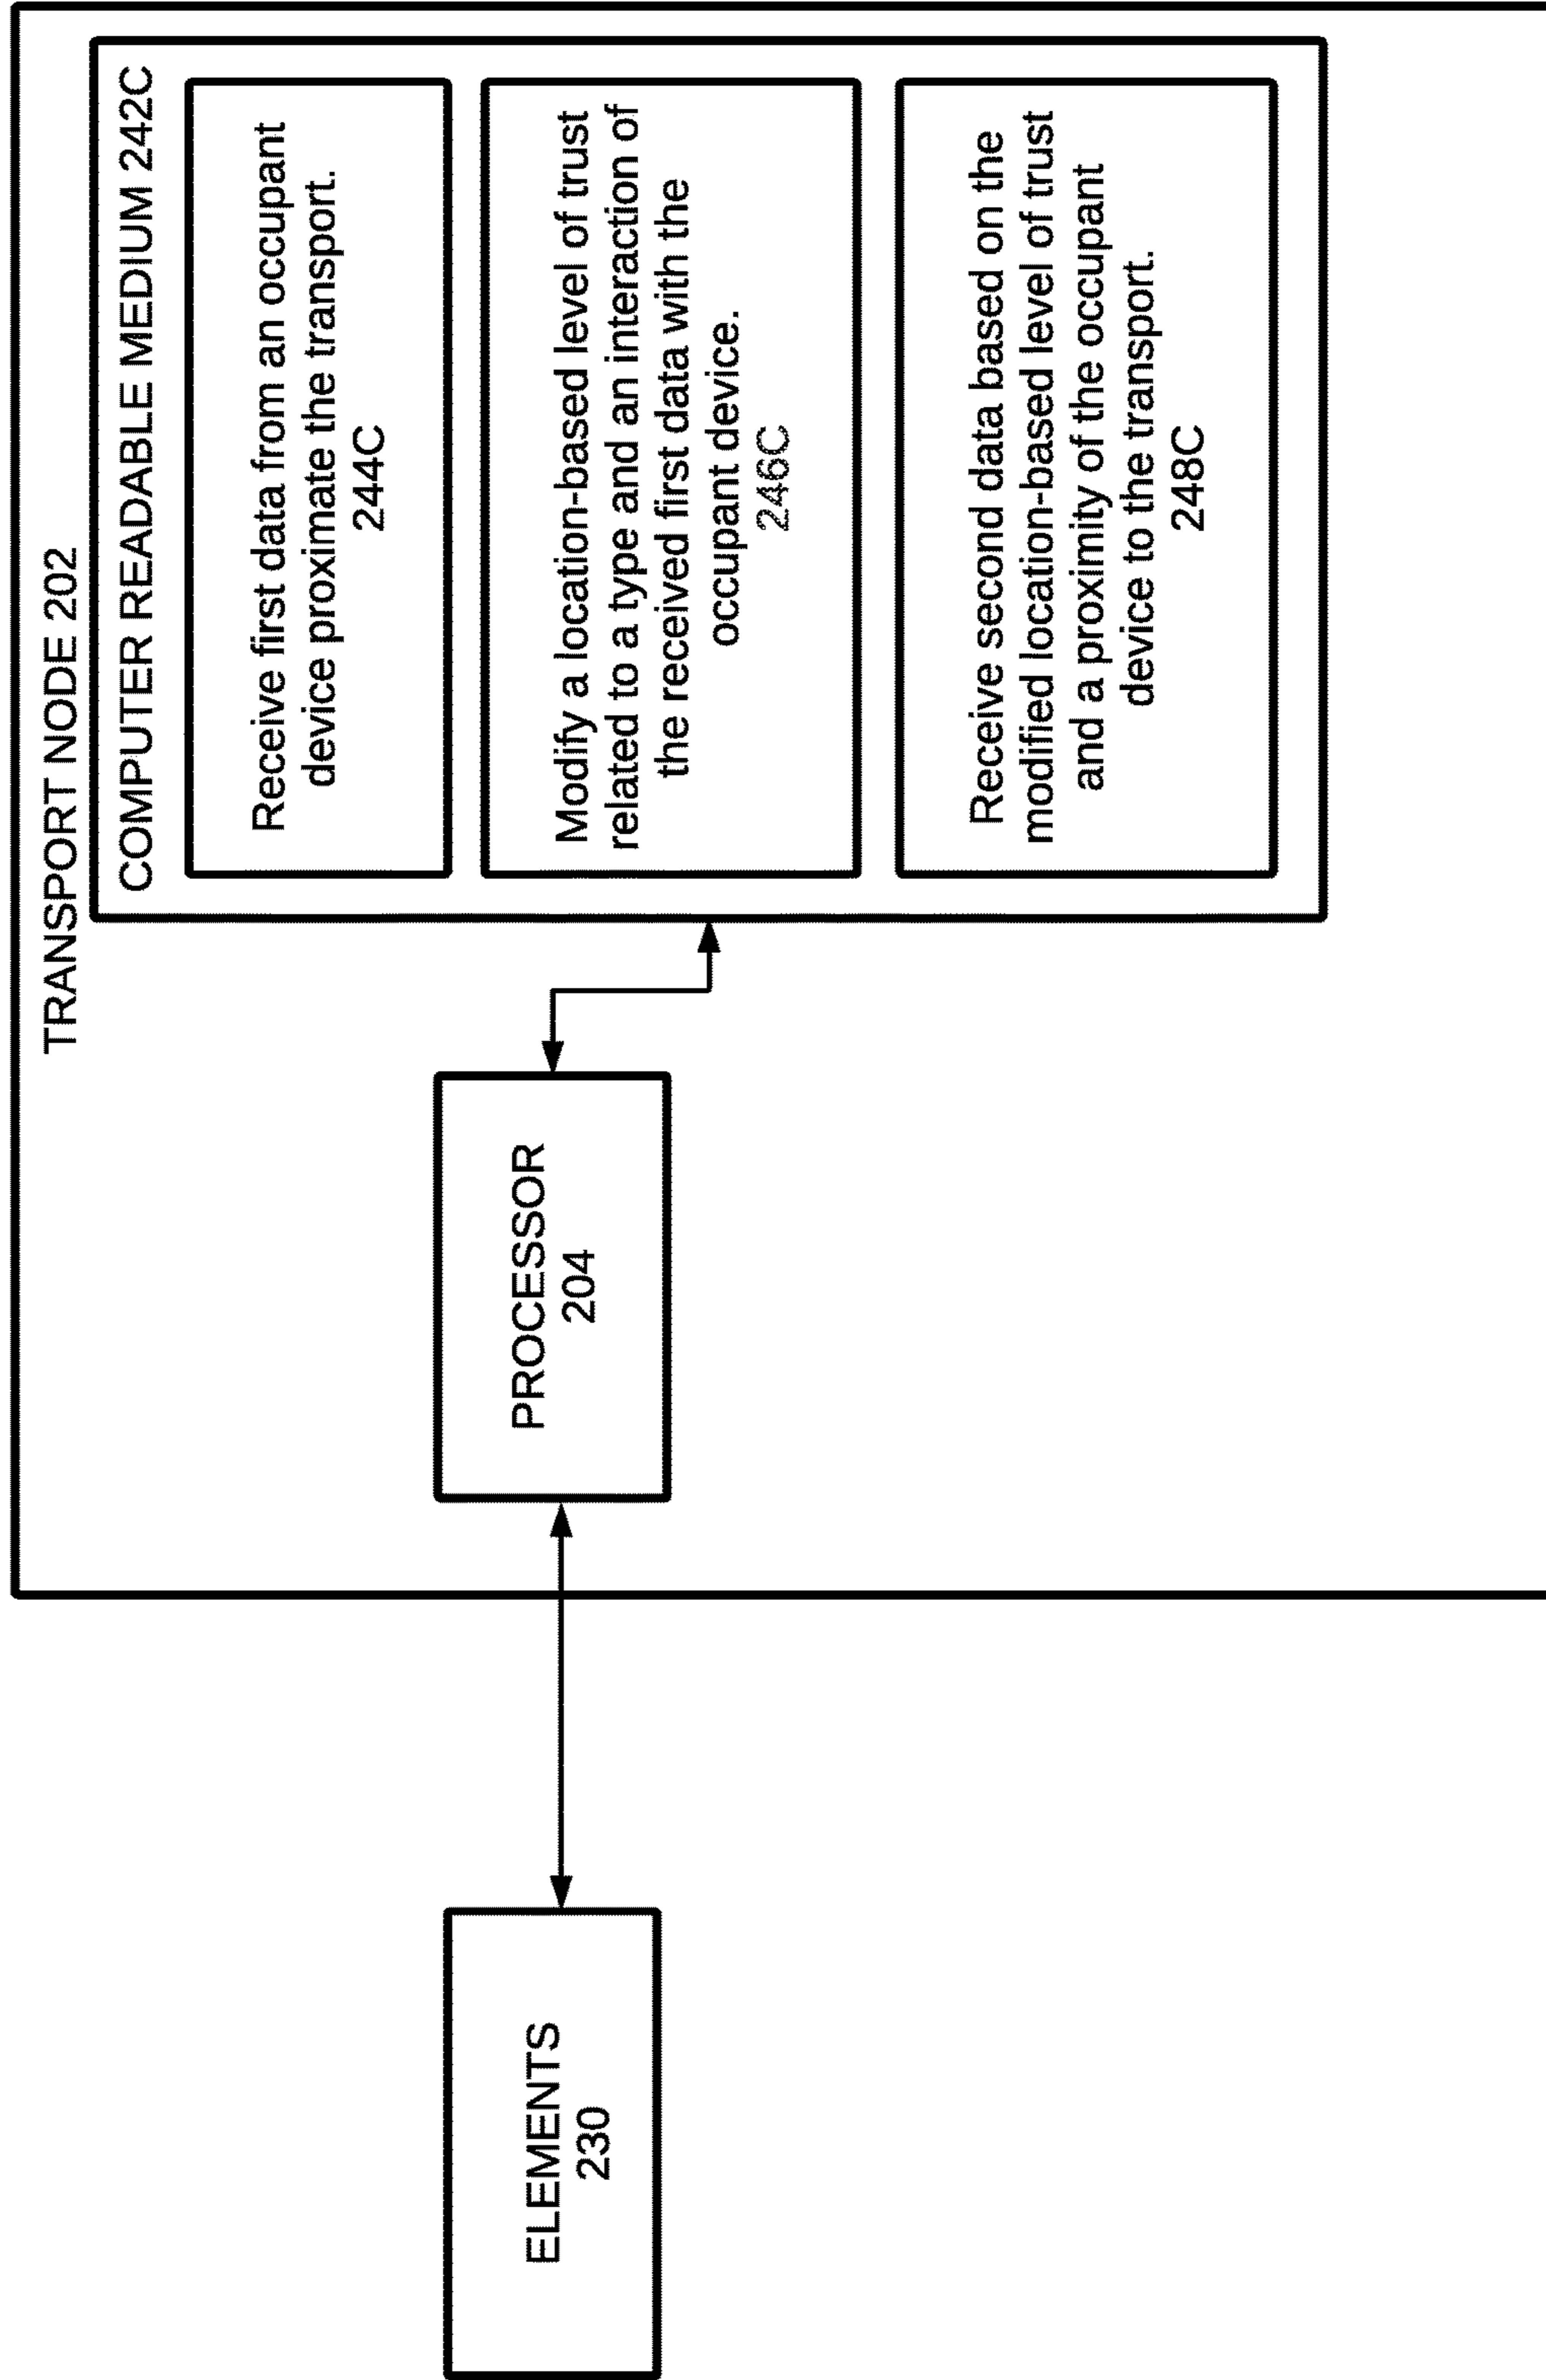 TRANSPORT NODE 202
COMPUTER READABLE MEDIUM 242C
Receive first data from an occupant
device proximate the transport.
244C
Modify a location-based level of trust
related to a type and an interaction of
the received first data with the
occupant device.
246C
Receive second data based on the
modified location-based level of trust
and a proximity of the occupant
device to the transport.
248C
PROCESSOR
204
ELEMENTS
230